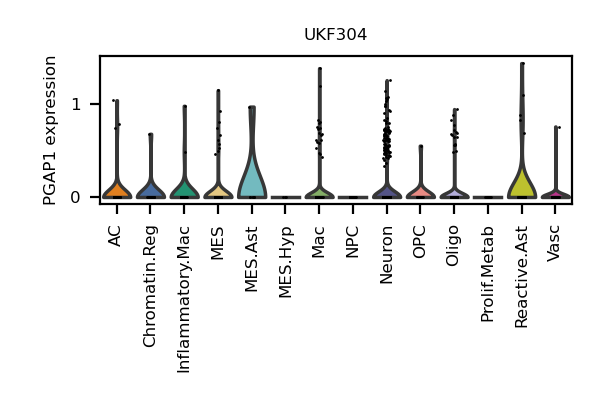 UKF304
PGAP1 expression
1
0
AC
Chromatin.Reg
Inflammatory.Mac
MES
MES.Ast
MES.Hyp
Mac
NPC
Neuron
OPC
Oligo
Prolif.Metab
Reactive.Ast
Vasc